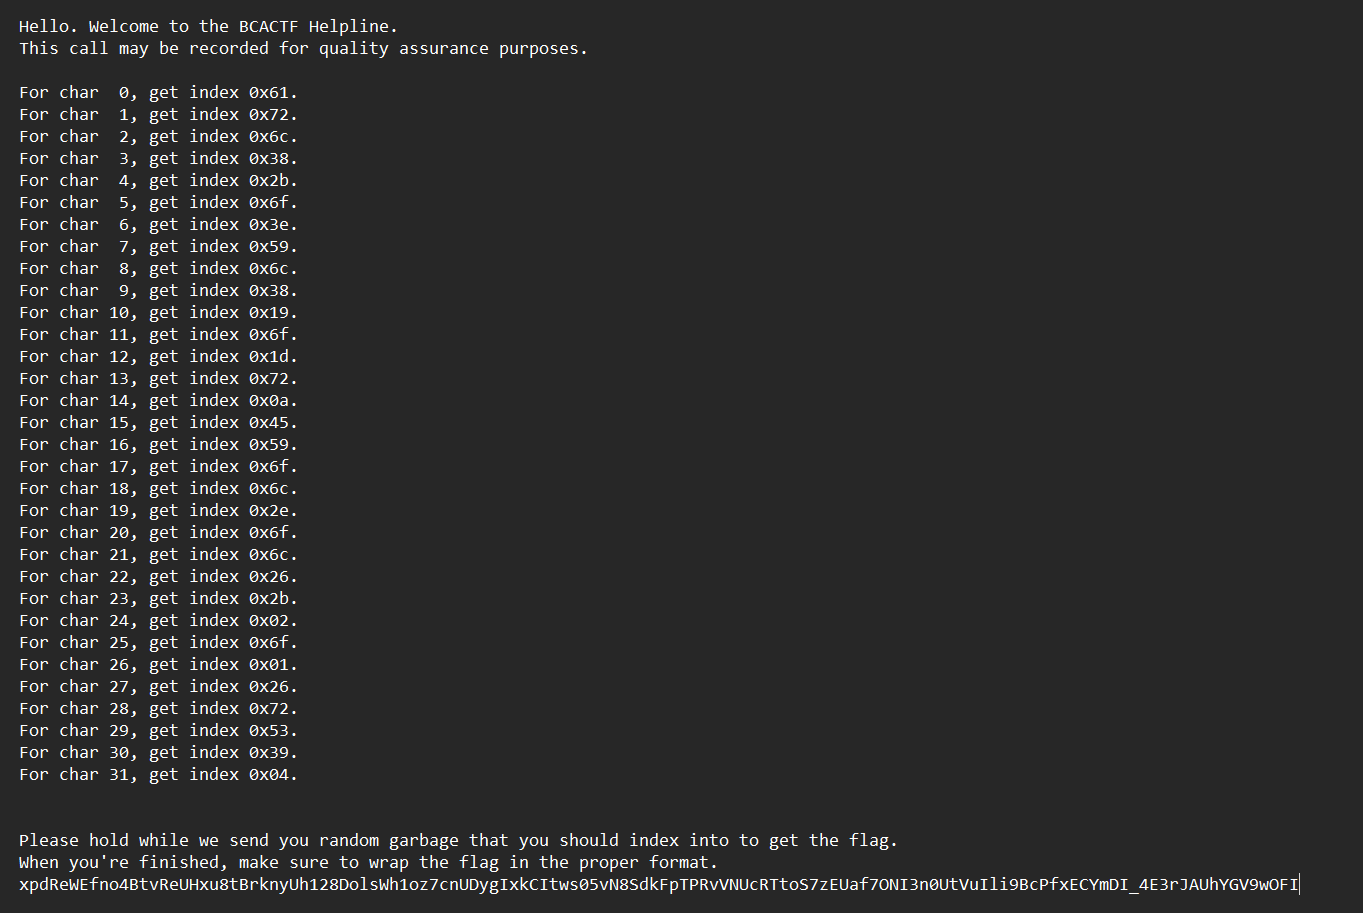 Hello. Welcome to the BCACTF Helpline.
This call may be recorded for quality assurance purposes.
For char  0, get index 0x61.
For char  1, get index 0x72.
For char  2, get index 0x6c.
For char  3, get index 0x38.
For char  4, get index 0x2b.
For char  5, get index 0x6f.
For char  6, get index 0x3e.
For char  7, get index 0x59.
For char  8, get index 0x6c.
For char  9, get index 0x38.
For char 10, get index 0x19.
For char 11, get index 0x6f.
For char 12, get index 0x1d.
For char 13, get index 0x72.
For char 14, get index 0x0a.
For char 15, get index 0x45.
For char 16, get index 0x59.
For char 17, get index 0x6f.
For char 18, get index 0x6c.
For char 19, get index 0x2e.
For char 20, get index 0x6f.
For char 21, get index 0x6c.
For char 22, get index 0x26.
For char 23, get index 0x2b.
For char 24, get index 0x02.
For char 25, get index 0x6f.
For char 26, get index 0x01.
For char 27, get index 0x26.
For char 28, get index 0x72.
For char 29, get index 0x53.
For char 30, get index 0x39.
For char 31, get index 0x04.
Please hold while we send you random garbage that you should index into to get the flag.
When you're finished, make sure to wrap the flag in the proper format.
xpdReWEfno4BtvReUHxu8tBrknyUh128DolsWh1oz7cnUDygIxkCItws05vN8SdkFpTPRvVNUcRTtoS7zEUaf7ONI3n0UtVuIli9BcPfxECYmDI_4E3rJAUhYGV9wOFI